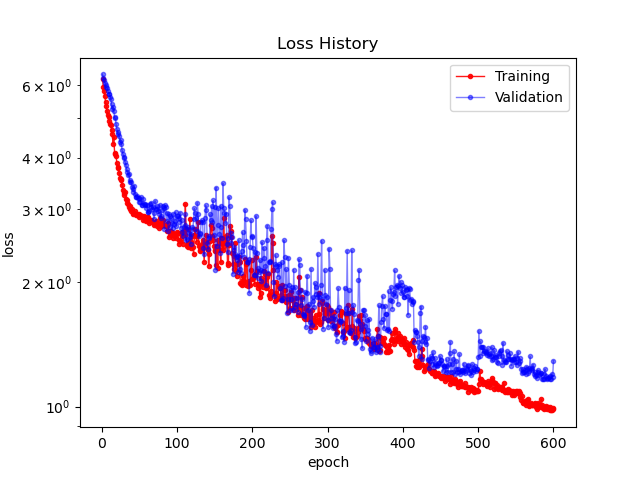 Loss History
Training
Validation
6 × 10⁰
4 × 10⁰
3 × 10⁰
2 × 10⁰
10⁰
loss
0 100 200 300 400 500 600
epoch